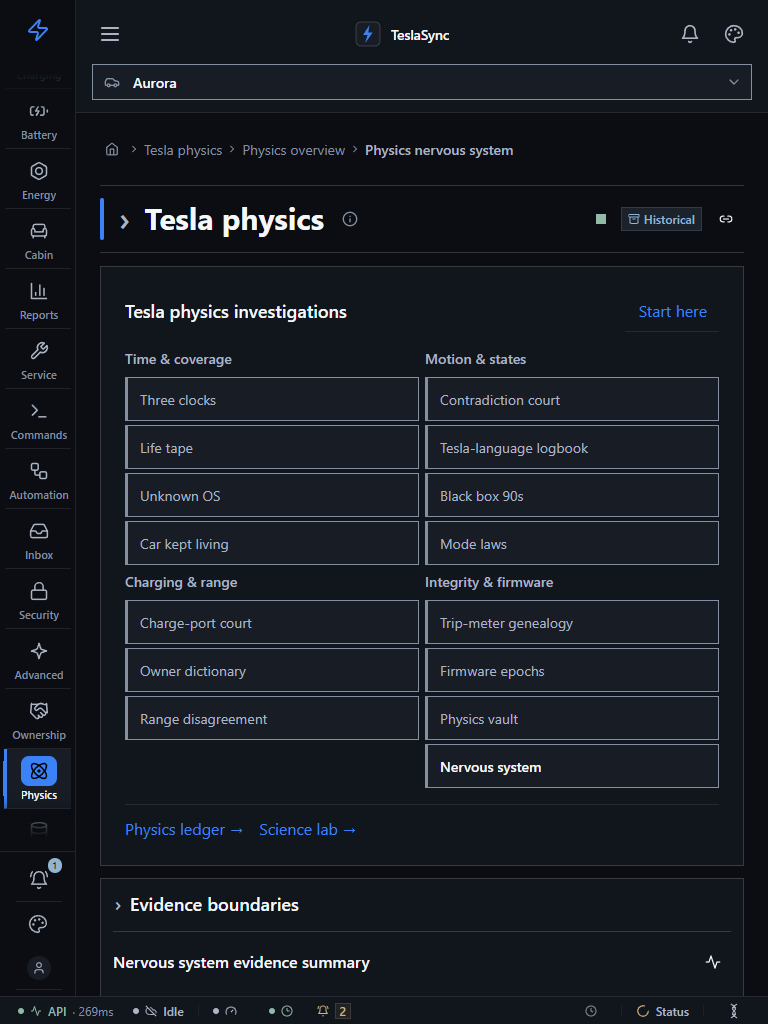 TeslaSync
Aurora
Charging
Battery
Energy
Cabin
Reports
Service
Commands
Automation
Inbox
Security
Advanced
Ownership
Physics
1
Tesla physics › Physics overview › Physics nervous system
Tesla physics
Historical
Tesla physics investigations
Start here
Time & coverage
Three clocks
Life tape
Unknown OS
Car kept living
Motion & states
Contradiction court
Tesla-language logbook
Black box 90s
Mode laws
Charging & range
Charge-port court
Owner dictionary
Range disagreement
Integrity & firmware
Trip-meter genealogy
Firmware epochs
Physics vault
Nervous system
Physics ledger → Science lab →
› Evidence boundaries
Nervous system evidence summary
API · 269ms Idle 2 Status